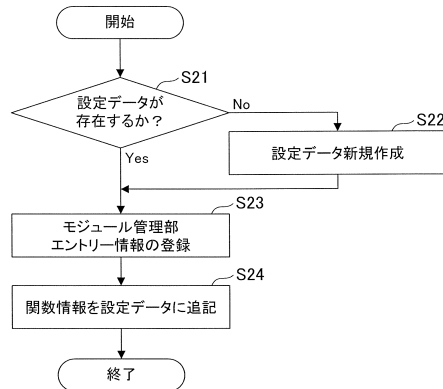 開始
S21
設定データが
存在するか？
No
Yes
S22
設定データ新規作成
S23
モジュール管理部
エントリー情報の登録
S24
関数情報を設定データに追記
終了